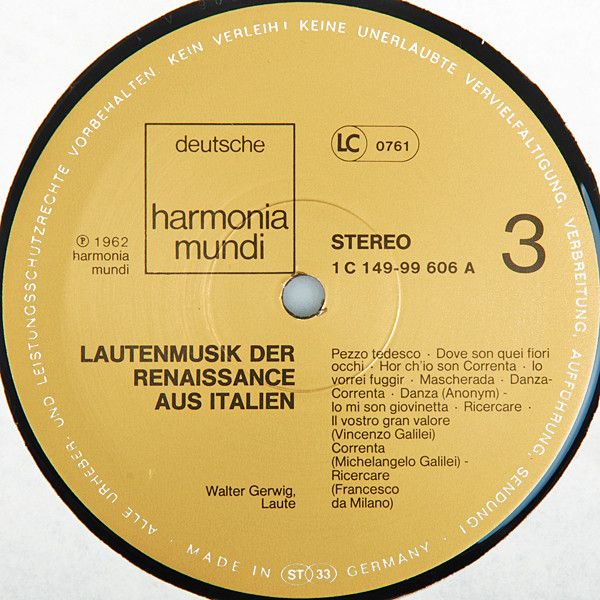 ALLE URHEBER- UND LEISTUNGSSCHUTZRECHTE VORBEHALTEN KEIN VERLEIH! KEINE UNERLAUBTE VERVIELFÄLTIGUNG, VERBREITUNG, AUFFÜHRUNG, SENDUNG!
deutsche
harmonia
mundi
LC 0761
℗ 1962
harmonia
mundi
STEREO
1 C 149-99 606 A
3
LAUTENMUSIK DER
RENAISSANCE
AUS ITALIEN
Pezzo tedesco · Dove son quei fiori
occhi · Hor ch'io son Correnta · Io
vorrei fuggir · Mascherada · Danza-
Correnta · Danza (Anonym) -
Io mi son giovinetta · Ricercare ·
Il vostro gran valore
(Vincenzo Galilei)
Correnta
(Michelangelo Galilei) -
Ricercare
(Francesco
da Milano)
Walter Gerwig,
Laute
· MADE IN ST 33 GERMANY ·